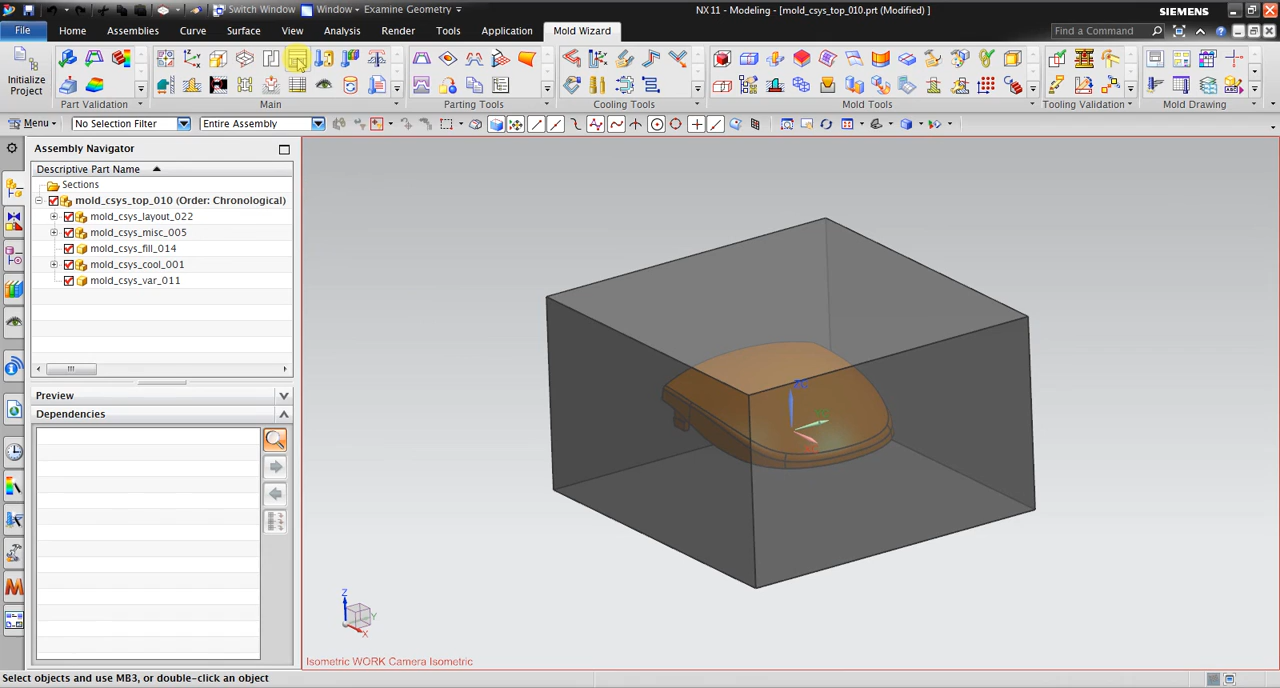 Switch Window Window Examine Geometry NX 11 - Modeling - [mold_csys_top_010.prt (Modified) ] SIEMENS
File Home Assemblies Curve Surface View Analysis Render Tools Application Mold Wizard Find a Command
Initialize
Project
Part Validation Main Parting Tools Cooling Tools Mold Tools Tooling Validation Mold Drawing
Menu No Selection Filter Entire Assembly
Assembly Navigator
Descriptive Part Name
Sections
mold_csys_top_010 (Order: Chronological)
mold_csys_layout_022
mold_csys_misc_005
mold_csys_fill_014
mold_csys_cool_001
mold_csys_var_011
Preview
Dependencies
Z
Y
X
Isometric WORK Camera Isometric
Select objects and use MB3, or double-click an object